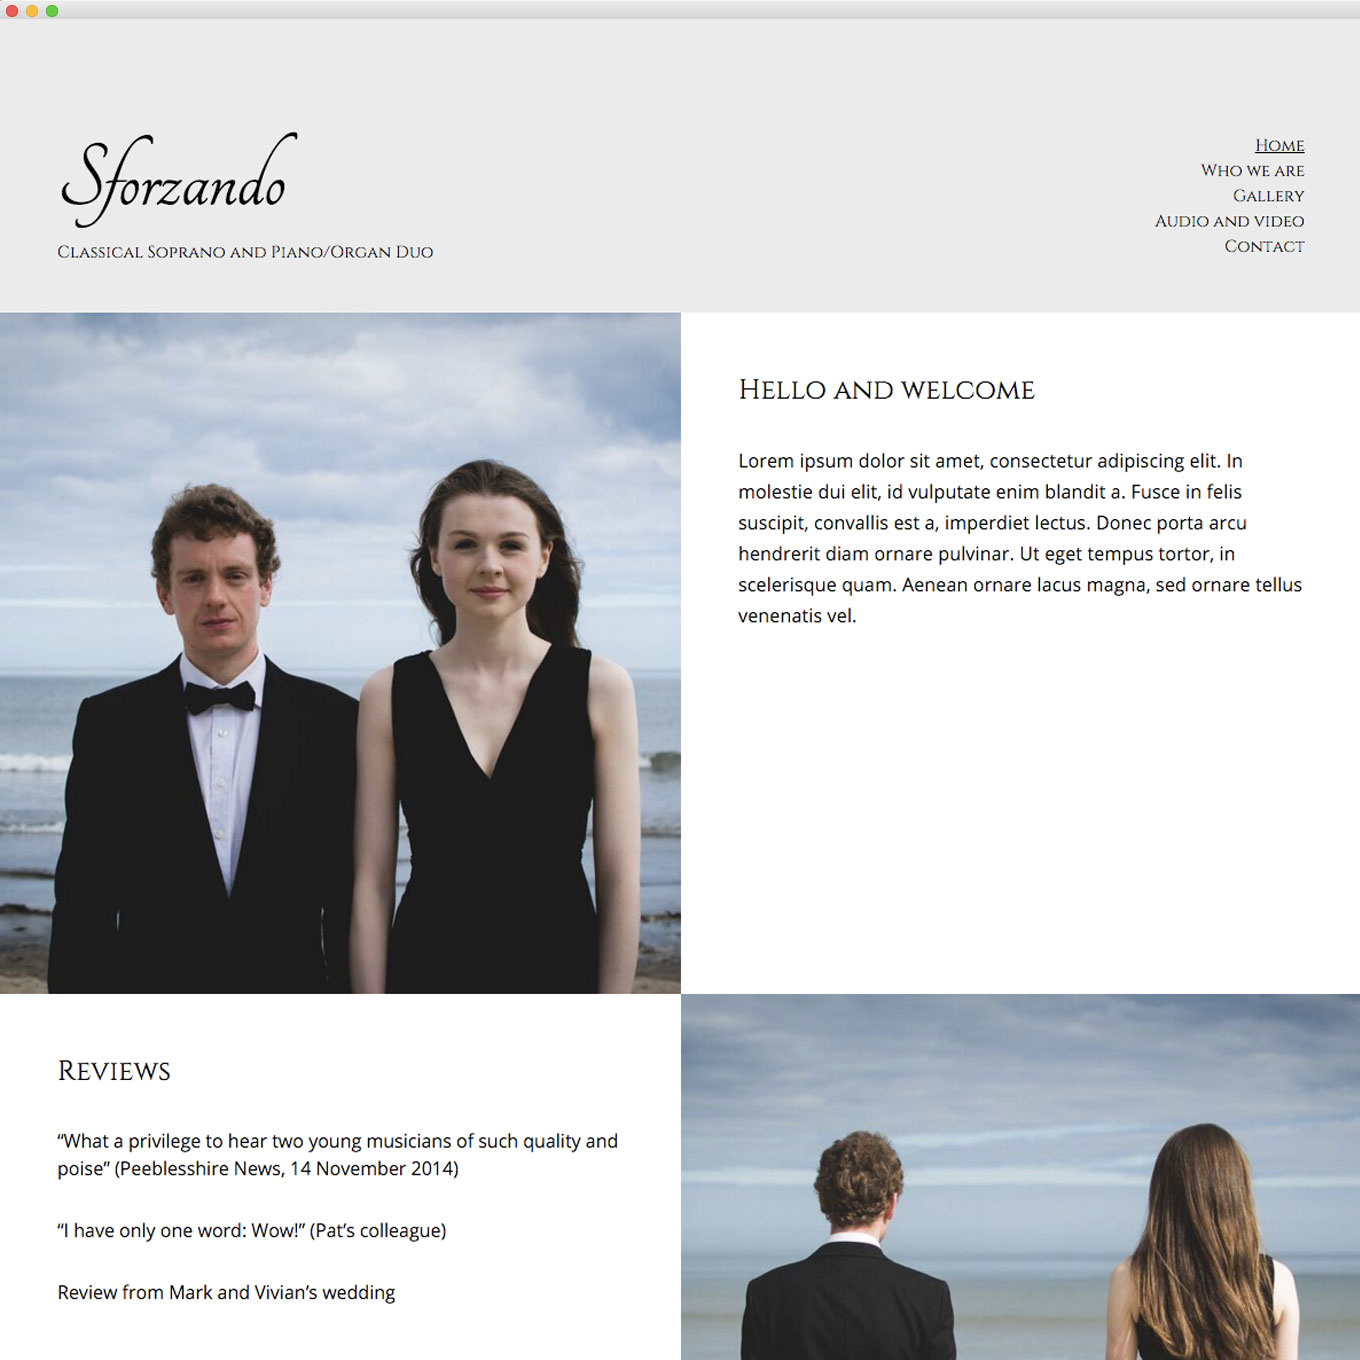 Sforzando
Classical Soprano and Piano/Organ Duo
Home
Who we are
Gallery
Audio and video
Contact
Hello and welcome
Lorem ipsum dolor sit amet, consectetur adipiscing elit. In
molestie dui elit, id vulputate enim blandit a. Fusce in felis
suscipit, convallis est a, imperdiet lectus. Donec porta arcu
hendrerit diam ornare pulvinar. Ut eget tempus tortor, in
scelerisque quam. Aenean ornare lacus magna, sed ornare tellus
venenatis vel.
Reviews
“What a privilege to hear two young musicians of such quality and
poise” (Peeblesshire News, 14 November 2014)
“I have only one word: Wow!” (Pat’s colleague)
Review from Mark and Vivian’s wedding